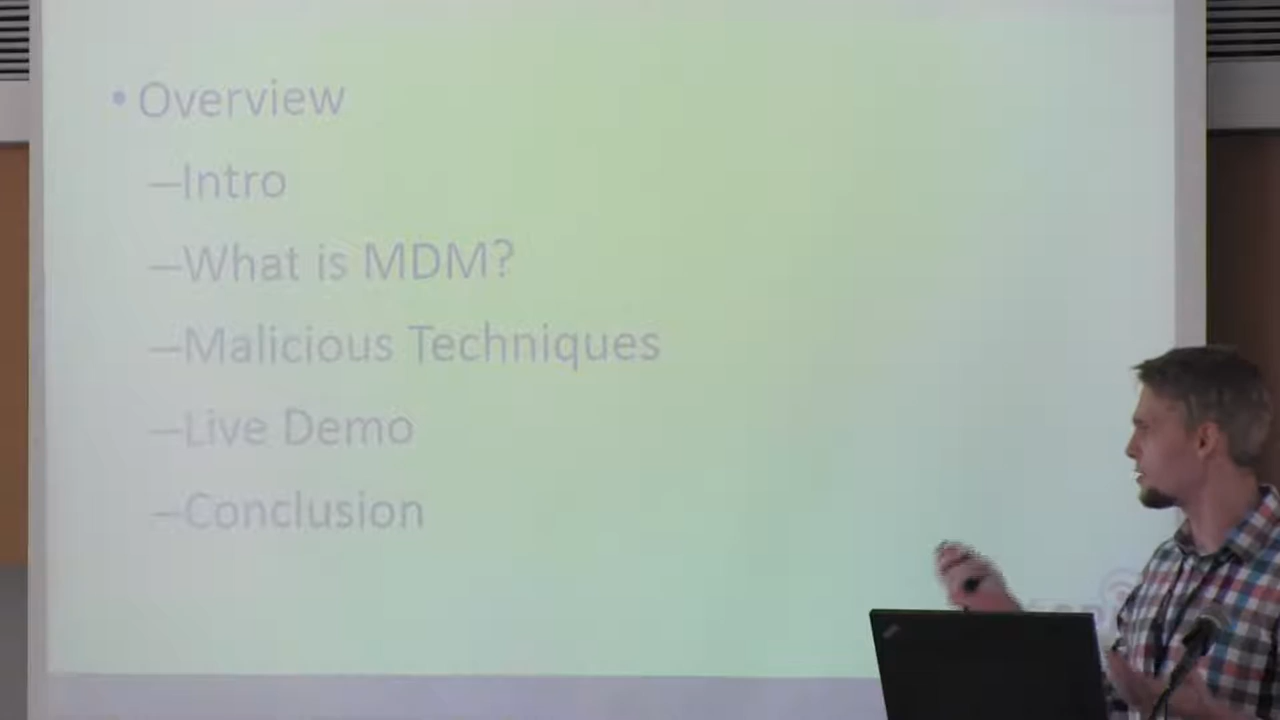 • Overview
–Intro
–What is MDM?
–Malicious Techniques
–Live Demo
–Conclusion